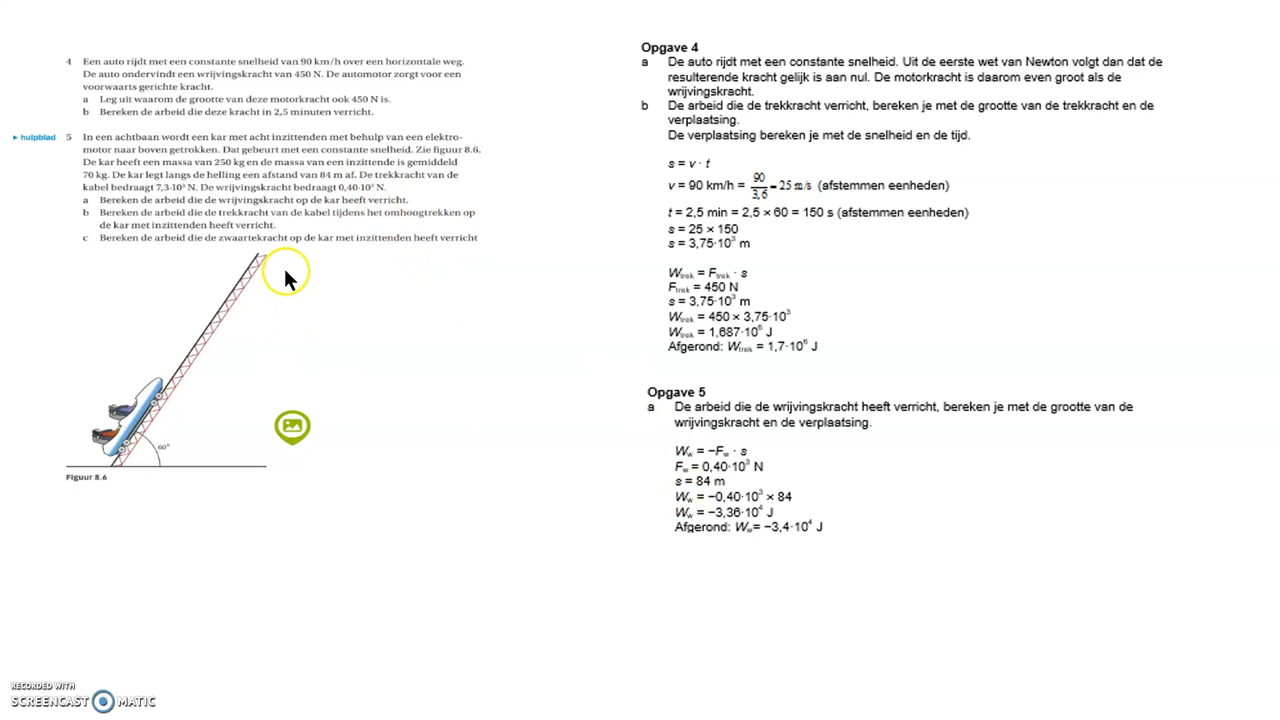 4 Een auto rijdt met een constante snelheid van 90 km/h over een horizontale weg.
De auto ondervindt een wrijvingskracht van 450 N. De automotor zorgt voor een
voorwaarts gerichte kracht.
a Leg uit waarom de grootte van deze motorkracht ook 450 N is.
b Bereken de arbeid die deze kracht in 2,5 minuten verricht.
▸ hulpblad 5 In een achtbaan wordt een kar met acht inzittenden met behulp van een elektro-
motor naar boven getrokken. Dat gebeurt met een constante snelheid. Zie figuur 8.6.
De kar heeft een massa van 250 kg en de massa van een inzittende is gemiddeld
70 kg. De kar legt langs de helling een afstand van 84 m af. De trekkracht van de
kabel bedraagt 7,3·10³ N. De wrijvingskracht bedraagt 0,40·10³ N.
a Bereken de arbeid die de wrijvingskracht op de kar heeft verricht.
b Bereken de arbeid die de trekkracht van de kabel tijdens het omhoogtrekken op
de kar met inzittenden heeft verricht.
c Bereken de arbeid die de zwaartekracht op de kar met inzittenden heeft verricht
60°
Figuur 8.6
Opgave 4
a De auto rijdt met een constante snelheid. Uit de eerste wet van Newton volgt dan dat de
resulterende kracht gelijk is aan nul. De motorkracht is daarom even groot als de
wrijvingskracht.
b De arbeid die de trekkracht verricht, bereken je met de grootte van de trekkracht en de
verplaatsing.
De verplaatsing bereken je met de snelheid en de tijd.
s = v · t
v = 90 km/h = 90/3,6 = 25 m/s (afstemmen eenheden)
t = 2,5 min = 2,5 × 60 = 150 s (afstemmen eenheden)
s = 25 × 150
s = 3,75·10³ m
Wtrek = Ftrek · s
Ftrek = 450 N
s = 3,75·10³ m
Wtrek = 450 × 3,75·10³
Wtrek = 1,687·10⁶ J
Afgerond: Wtrek = 1,7·10⁶ J
Opgave 5
a De arbeid die de wrijvingskracht heeft verricht, bereken je met de grootte van de
wrijvingskracht en de verplaatsing.
Ww = −Fw · s
Fw = 0,40·10³ N
s = 84 m
Ww = −0,40·10³ × 84
Ww = −3,36·10⁴ J
Afgerond: Ww = −3,4·10⁴ J
RECORDED WITH
SCREENCAST MATIC